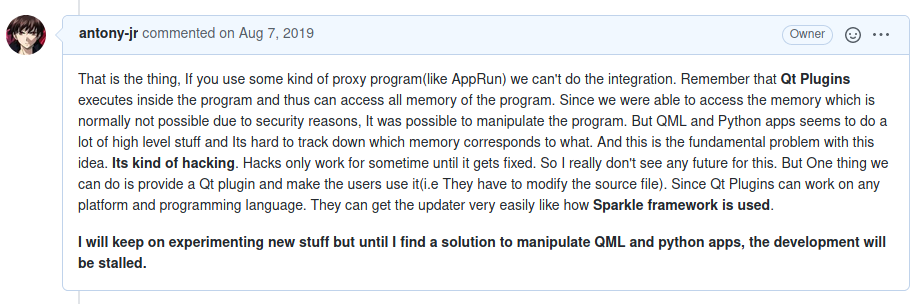 antony-jr commented on Aug 7, 2019 Owner
That is the thing, If you use some kind of proxy program(like AppRun) we can't do the integration. Remember that Qt Plugins
executes inside the program and thus can access all memory of the program. Since we were able to access the memory which is
normally not possible due to security reasons, It was possible to manipulate the program. But QML and Python apps seems to do a
lot of high level stuff and Its hard to track down which memory corresponds to what. And this is the fundamental problem with this
idea. Its kind of hacking. Hacks only work for sometime until it gets fixed. So I really don't see any future for this. But One thing we
can do is provide a Qt plugin and make the users use it(i.e They have to modify the source file). Since Qt Plugins can work on any
platform and programming language. They can get the updater very easily like how Sparkle framework is used.
I will keep on experimenting new stuff but until I find a solution to manipulate QML and python apps, the development will
be stalled.